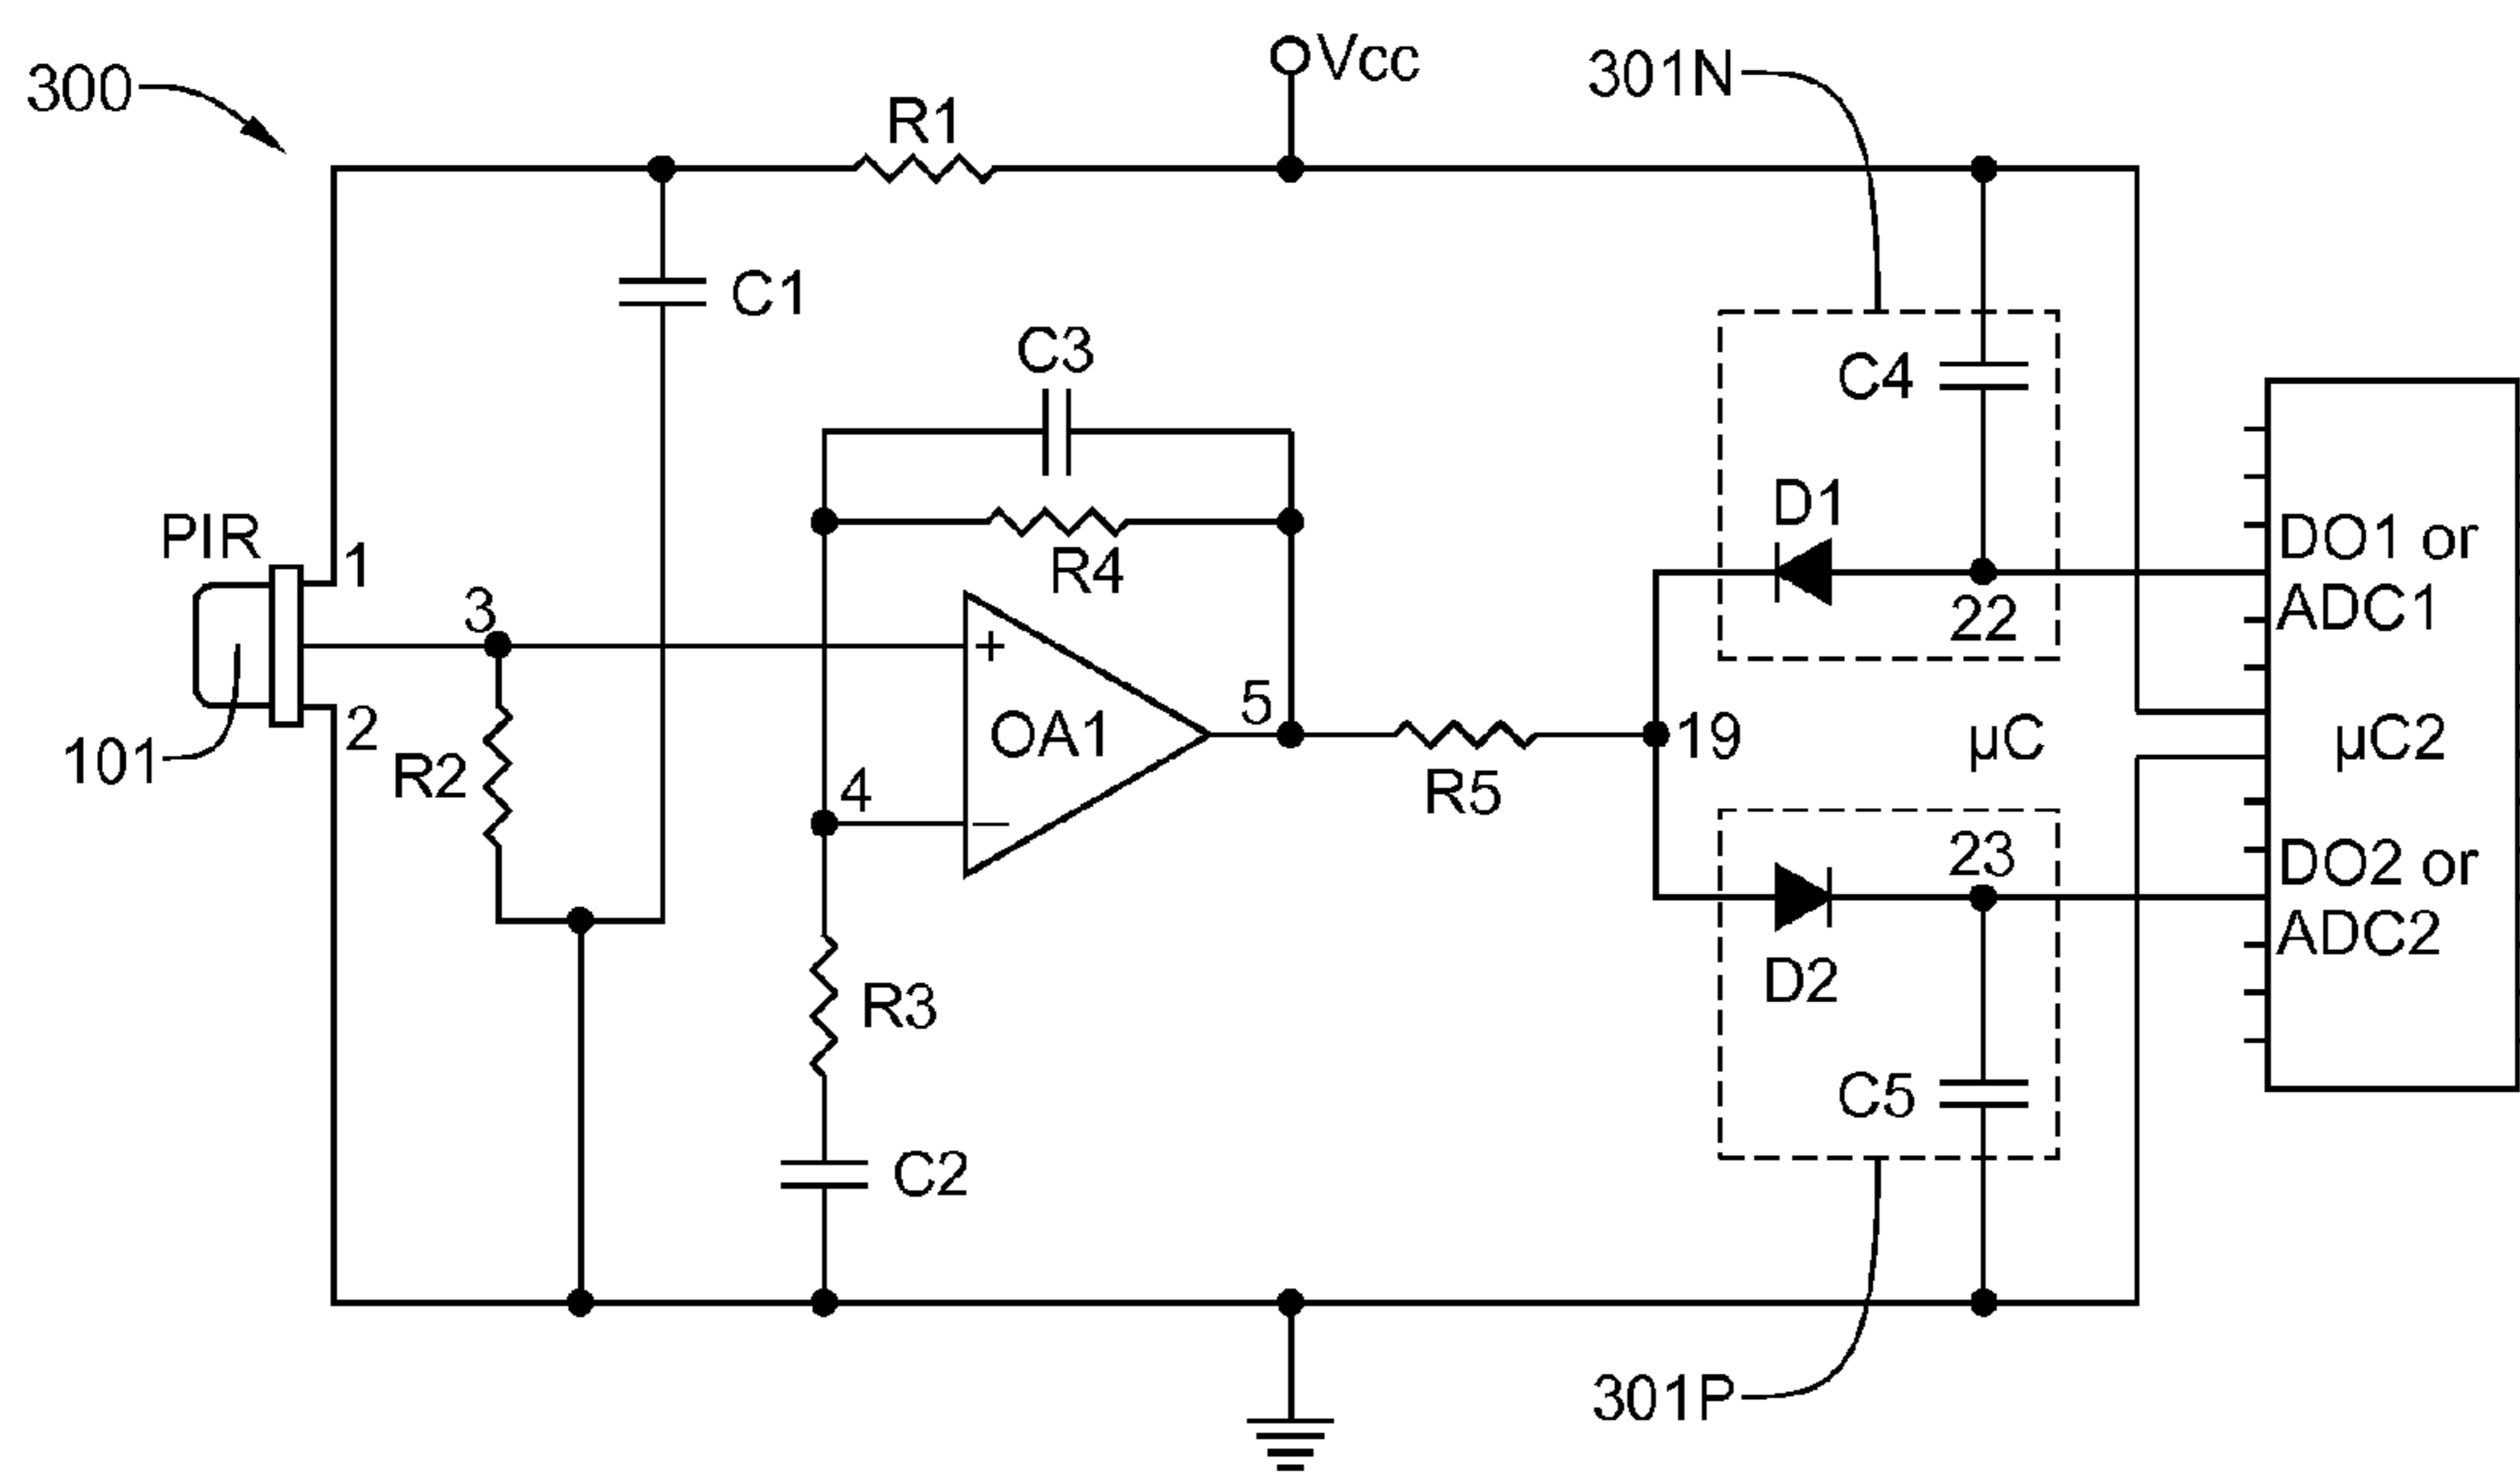 300
Vcc
301N
R1
C1
C3
C4
D1
PIR
1
R4
DO1 or
ADC1
3
22
+
2
101
R2
OA1
5
19
µC
µC2
R5
4
−
23
DO2 or
ADC2
D2
R3
C5
C2
301P